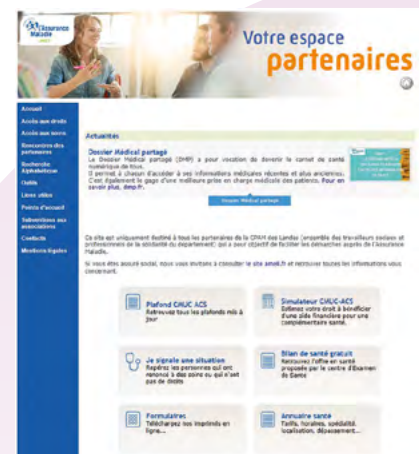 l'Assurance
Maladie
Votre espace
partenaires
Accueil
Accès aux droits
Accès aux soins
Rencontres des
partenaires
Recherche
Alphabétique
Outils
Liens utiles
Points d'accueil
Subventions aux
associations
Contacts
Mentions légales
Actualités
Dossier Médical partagé
Le Dossier Médical partagé (DMP) a pour vocation de devenir le carnet de santé
numérique de tous.
Il permet à chacun d'accéder à ses informations médicales récentes et plus anciennes.
C'est également le gage d'une meilleure prise en charge médicale des patients. Pour en
savoir plus, dmp.fr.
Dossier Médical partagé
Ce site est uniquement destiné à tous les partenaires de la CPAM des Landes (ensemble des travailleurs sociaux et
professionnels de la solidarité du département) qui a pour objectif de faciliter les démarches auprès de l'Assurance
Maladie.
Si vous êtes assuré social, nous vous invitons à consulter le site ameli.fr et retrouver toutes les informations vous
concernant.
Plafond CMUC ACS
Retrouvez tous les plafonds mis à
jour
Simulateur CMUC-ACS
Estimez votre droit à bénéficier
d'une aide financière pour une
complémentaire santé.
Je signale une situation
Repérez les personnes qui ont
renoncé à des soins ou qui n'ont
pas de droits
Bilan de santé gratuit
Retrouvez l'offre en santé
proposée par le centre d'Examen
de Santé
Formulaires
Téléchargez nos imprimés en
ligne...
Annuaire santé
Tarifs, horaires, spécialité,
localisation, dépassement...